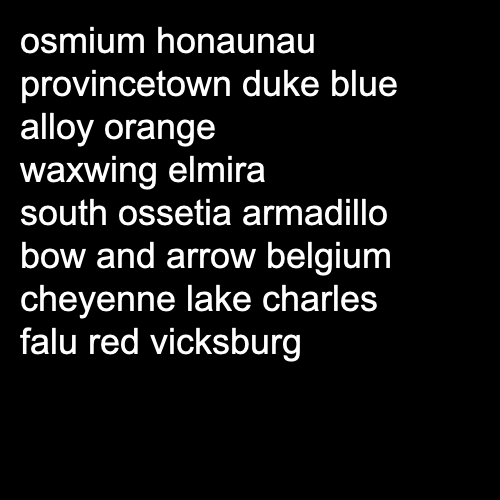 osmium honaunau
provincetown duke blue
alloy orange
waxwing elmira
south ossetia armadillo
bow and arrow belgium
cheyenne lake charles
falu red vicksburg